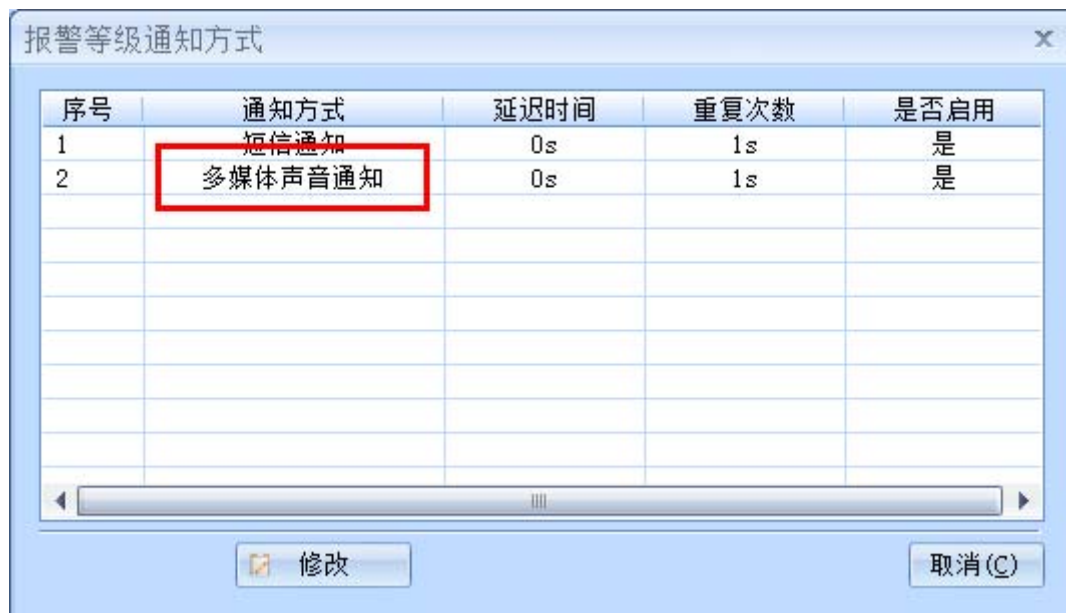 报警等级通知方式
序号 通知方式 延迟时间 重复次数 是否启用
1 短信通知 0s 1s 是
2 多媒体声音通知 0s 1s 是
修改 取消(C)